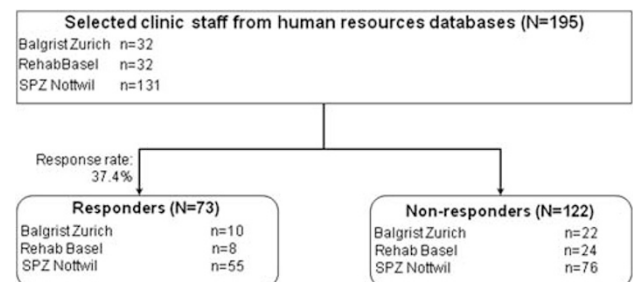 Selected clinic staff from human resources databases (N=195)
Balgrist Zurich n=32
RehabBasel n=32
SPZ Nottwil n=131
Response rate:
37.4%
Responders (N=73)
Balgrist Zurich n=10
Rehab Basel n=8
SPZ Nottwil n=55
Non-responders (N=122)
Balgrist Zurich n=22
Rehab Basel n=24
SPZ Nottwil n=76